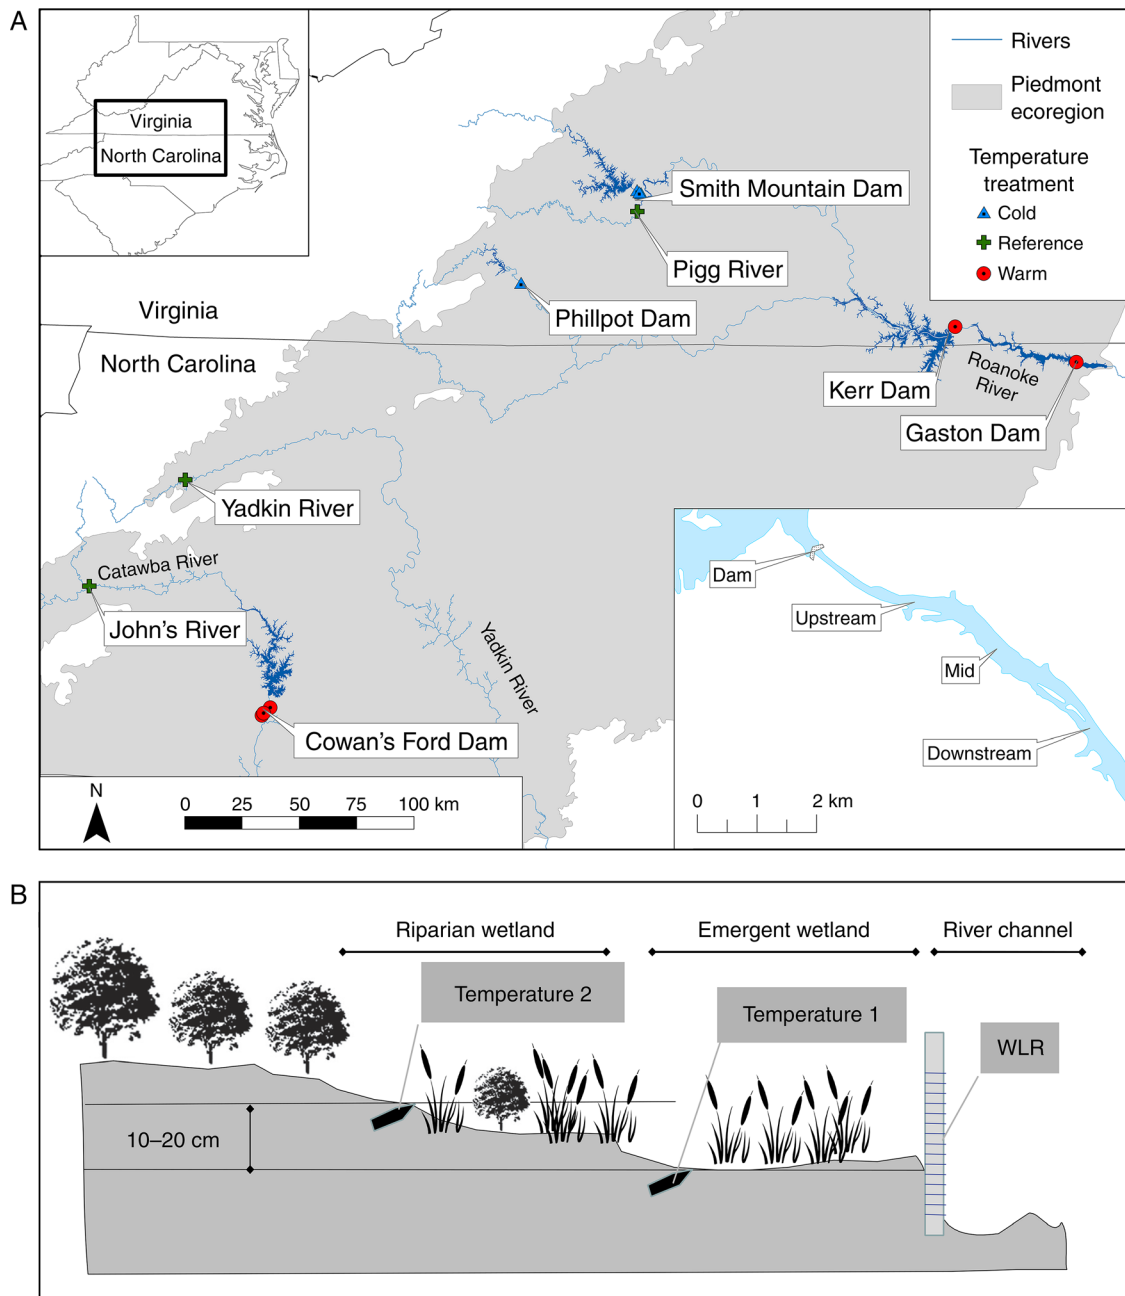 A
Virginia
North Carolina
Rivers
Piedmont
ecoregion
Temperature
treatment
Cold
Reference
Warm
Smith Mountain Dam
Pigg River
Phillpot Dam
Virginia
North Carolina
Kerr Dam
Roanoke
River
Gaston Dam
Yadkin River
Catawba River
John's River
Yadkin River
Cowan's Ford Dam
N
0 25 50 75 100 km
Dam
Upstream
Mid
Downstream
0 1 2 km
B
Riparian wetland
Emergent wetland
River channel
Temperature 2
Temperature 1
WLR
10–20 cm